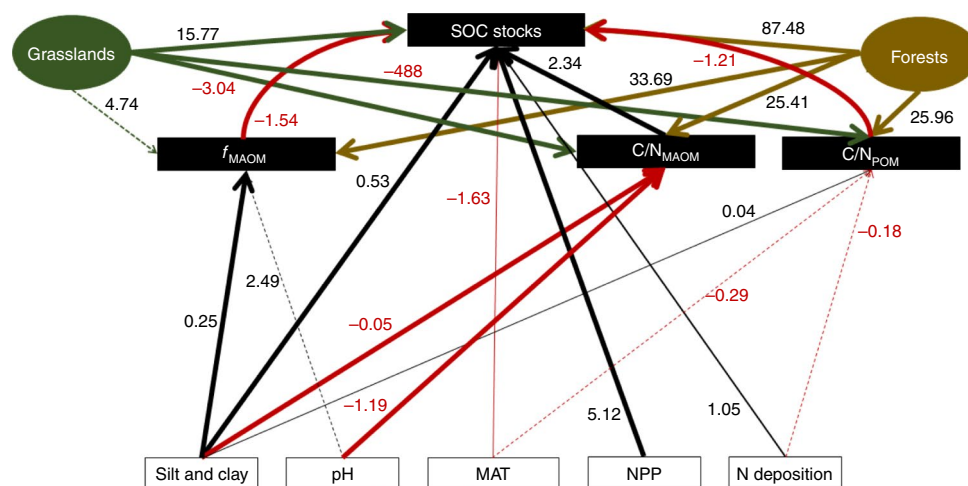 SOC stocks
Grasslands
Forests
15.77
87.48
–3.04
–488
2.34
–1.21
33.69
25.41
4.74
–1.54
25.96
fMAOM
C/NMAOM
C/NPOM
0.53
–1.63
0.04
–0.18
2.49
–0.29
0.25
–0.05
–1.19
5.12
1.05
Silt and clay
pH
MAT
NPP
N deposition